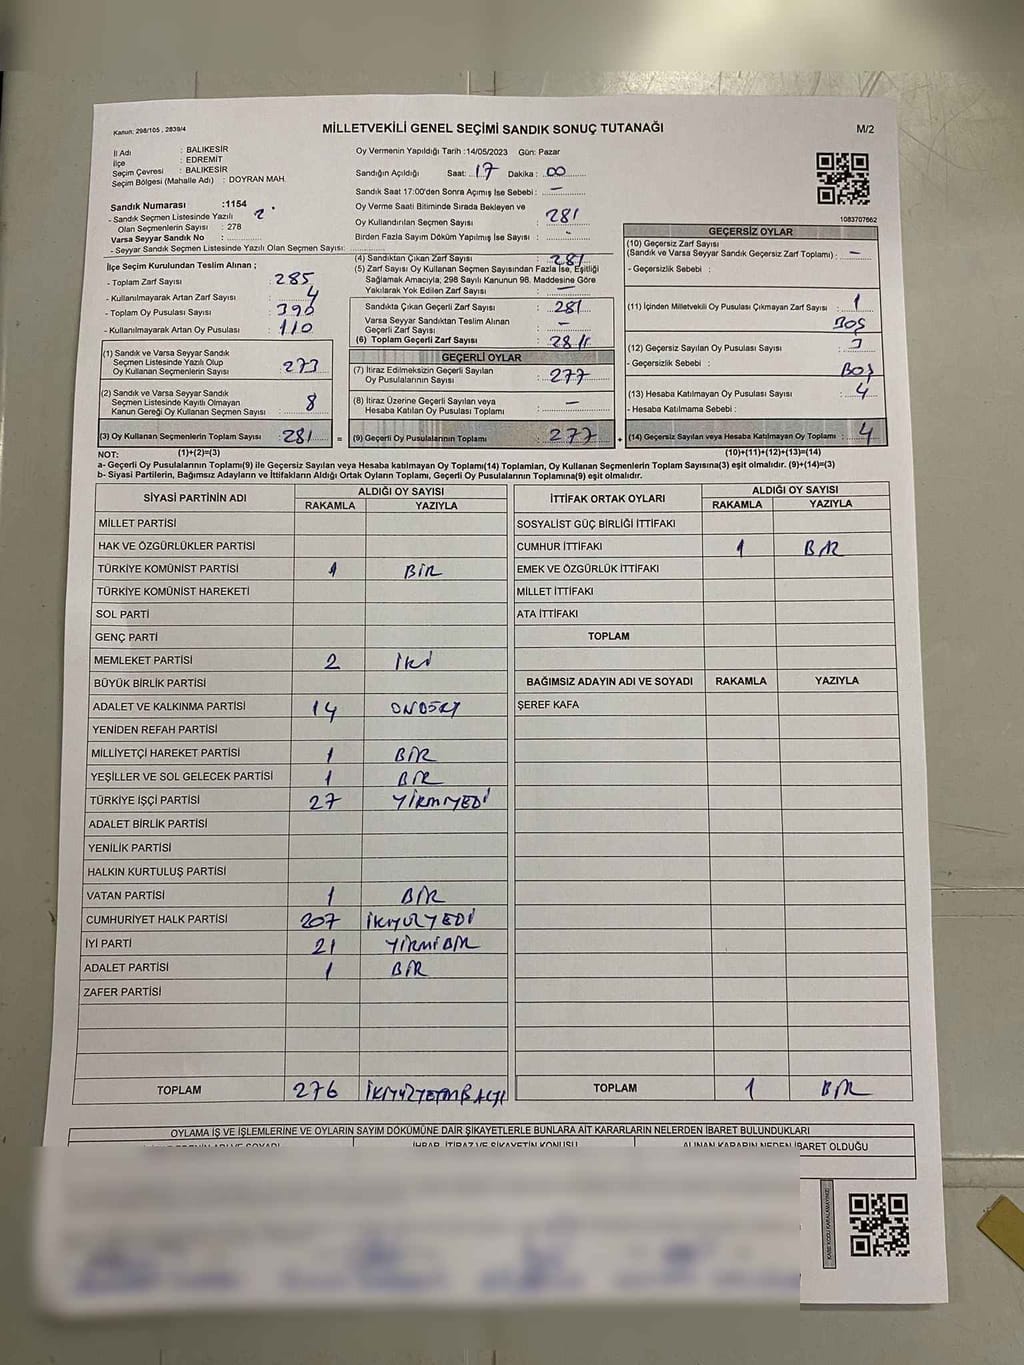 Kanun: 298/105 , 2839/4
MİLLETVEKİLİ GENEL SEÇİMİ SANDIK SONUÇ TUTANAĞI
M/2
İl Adı : BALIKESİR
İlçe : EDREMİT
Seçim Çevresi : BALIKESİR
Seçim Bölgesi (Mahalle Adı) : DOYRAN MAH.
Sandık Numarası :1154
- Sandık Seçmen Listesinde Yazılı
Olan Seçmenlerin Sayısı : 278
Varsa Seyyar Sandık No :
- Seyyar Sandık Seçmen Listesinde Yazılı Olan Seçmen Sayısı:
Oy Vermenin Yapıldığı Tarih :14/05/2023 Gün: Pazar
Sandığın Açıldığı Saat: 17 Dakika : 00
Sandık Saat 17:00'den Sonra Açımış İse Sebebi : —
Oy Verme Saati Bitiminde Sırada Bekleyen ve
Oy Kullandırılan Seçmen Sayısı : 281
Birden Fazla Sayım Döküm Yapılmış İse Sayısı : -
1083707662
İlçe Seçim Kurulundan Teslim Alınan ;
- Toplam Zarf Sayısı : 285
- Kullanılmayarak Artan Zarf Sayısı : 4
- Toplam Oy Pusulası Sayısı : 390
- Kullanılmayarak Artan Oy Pusulası : 110
(1) Sandık ve Varsa Seyyar Sandık
Seçmen Listesinde Yazılı Olup
Oy Kullanan Seçmenlerin Sayısı : 273
(2) Sandık ve Varsa Seyyar Sandık
Seçmen Listesinde Kayıtlı Olmayan
Kanun Gereği Oy Kullanan Seçmen Sayısı : 8
(3) Oy Kullanan Seçmenlerin Toplam Sayısı : 281
(4) Sandıktan Çıkan Zarf Sayısı : 281
(5) Zarf Sayısı Oy Kullanan Seçmen Sayısından Fazla İse, Eşitliği
Sağlamak Amacıyla, 298 Sayılı Kanunun 98. Maddesine Göre
Yakılarak Yok Edilen Zarf Sayısı : —
Sandıkta Çıkan Geçerli Zarf Sayısı : 281
Varsa Seyyar Sandıktan Teslim Alınan
Geçerli Zarf Sayısı : —
(6) Toplam Geçerli Zarf Sayısı : 281
GEÇERLİ OYLAR
(7) İtiraz Edilmeksizin Geçerli Sayılan
Oy Pusulalarının Sayısı : 277
(8) İtiraz Üzerine Geçerli Sayılan veya
Hesaba Katılan Oy Pusulası Toplamı : —
= (9) Geçerli Oy Pusulalarının Toplamı : 277
GEÇERSİZ OYLAR
(10) Geçersiz Zarf Sayısı
(Sandık ve Varsa Seyyar Sandık Geçersiz Zarf Toplamı) : —
- Geçersizlik Sebebi :
(11) İçinden Milletvekili Oy Pusulası Çıkmayan Zarf Sayısı : 1
BOŞ
(12) Geçersiz Sayılan Oy Pusulası Sayısı : 3
- Geçersizlik Sebebi : BOŞ
(13) Hesaba Katılmayan Oy Pusulası Sayısı : 4
- Hesaba Katılmama Sebebi :
+ (14) Geçersiz Sayılan veya Hesaba Katılmayan Oy Toplamı : 4
NOT: (1)+(2)=(3) (10)+(11)+(12)+(13)=(14)
a- Geçerli Oy Pusulalarının Toplamı(9) ile Geçersiz Sayılan veya Hesaba katılmayan Oy Toplamı(14) Toplamları, Oy Kullanan Seçmenlerin Toplam Sayısına(3) eşit olmalıdır. (9)+(14)=(3)
b- Siyasi Partilerin, Bağımsız Adayların ve İttifakların Aldığı Ortak Oyların Toplamı, Geçerli Oy Pusulalarının Toplamına(9) eşit olmalıdır.
SİYASİ PARTİNİN ADI ALDIĞI OY SAYISI
RAKAMLA YAZIYLA
MİLLET PARTİSİ
HAK VE ÖZGÜRLÜKLER PARTİSİ
TÜRKİYE KOMÜNİST PARTİSİ 1 BİR
TÜRKİYE KOMÜNİST HAREKETİ
SOL PARTİ
GENÇ PARTİ
MEMLEKET PARTİSİ 2 İKİ
BÜYÜK BİRLİK PARTİSİ
ADALET VE KALKINMA PARTİSİ 14 ONDÖRT
YENİDEN REFAH PARTİSİ
MİLLİYETÇİ HAREKET PARTİSİ 1 BİR
YEŞİLLER VE SOL GELECEK PARTİSİ 1 BİR
TÜRKİYE İŞÇİ PARTİSİ 27 YİRMİYEDİ
ADALET BİRLİK PARTİSİ
YENİLİK PARTİSİ
HALKIN KURTULUŞ PARTİSİ
VATAN PARTİSİ 1 BİR
CUMHURİYET HALK PARTİSİ 207 İKİYÜZYEDİ
İYİ PARTİ 21 YİRMİBİR
ADALET PARTİSİ 1 BİR
ZAFER PARTİSİ
TOPLAM 276 İKİYÜZYETMİŞALTI
İTTİFAK ORTAK OYLARI ALDIĞI OY SAYISI
RAKAMLA YAZIYLA
SOSYALİST GÜÇ BİRLİĞİ İTTİFAKI
CUMHUR İTTİFAKI 1 BİR
EMEK VE ÖZGÜRLÜK İTTİFAKI
MİLLET İTTİFAKI
ATA İTTİFAKI
TOPLAM
BAĞIMSIZ ADAYIN ADI VE SOYADI RAKAMLA YAZIYLA
ŞEREF KAFA
TOPLAM 1 BİR
OYLAMA İŞ VE İŞLEMLERİNE VE OYLARIN SAYIM DÖKÜMÜNE DAİR ŞİKAYETLERLE BUNLARA AİT KARARLARIN NELERDEN İBARET BULUNDUKLARI
İHBAR, İTİRAZ VE ŞİKAYETİN KONUSU ALINAN KARARIN NEDEN İBARET OLDUĞU
KARE KODU KARALAMAYINIZ